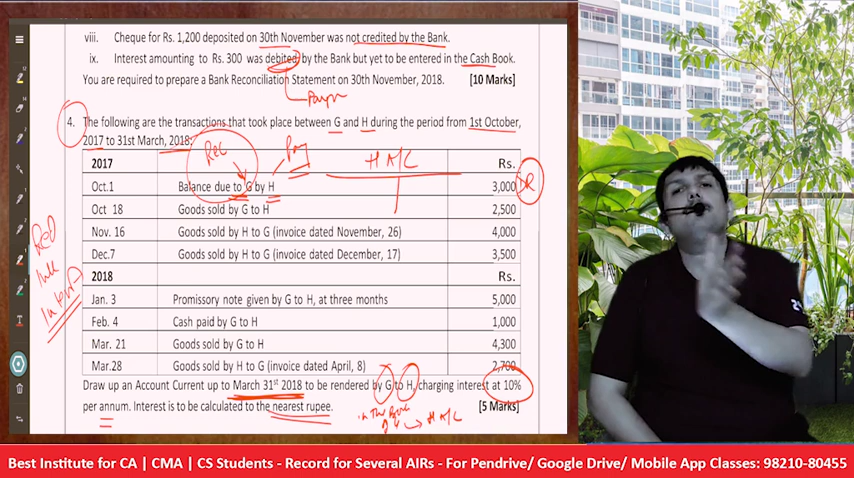 viii. Cheque for Rs. 1,200 deposited on 30th November was not credited by the Bank.
ix. Interest amounting to Rs. 300 was debited by the Bank but yet to be entered in the Cash Book.
You are required to prepare a Bank Reconciliation Statement on 30th November, 2018. [10 Marks]
4. The following are the transactions that took place between G and H during the period from 1st October,
2017 to 31st March, 2018:
Rec
Pay
H A/C
2017 Rs.
Oct.1 Balance due to G by H 3,000 DR
Oct 18 Goods sold by G to H 2,500
Nov. 16 Goods sold by H to G (invoice dated November, 26) 4,000
Dec.7 Goods sold by H to G (invoice dated December, 17) 3,500
Red
Ink
Interest
2018 Rs.
Jan. 3 Promissory note given by G to H, at three months 5,000
Feb. 4 Cash paid by G to H 1,000
Mar. 21 Goods sold by G to H 4,300
Mar.28 Goods sold by H to G (invoice dated April, 8) 2,700
Draw up an Account Current up to March 31st 2018 to be rendered by G to H, charging interest at 10%
per annum. Interest is to be calculated to the nearest rupee. [5 Marks]
in the Book
H A/C
Best Institute for CA | CMA | CS Students - Record for Several AIRs - For Pendrive/ Google Drive/ Mobile App Classes: 98210-80455